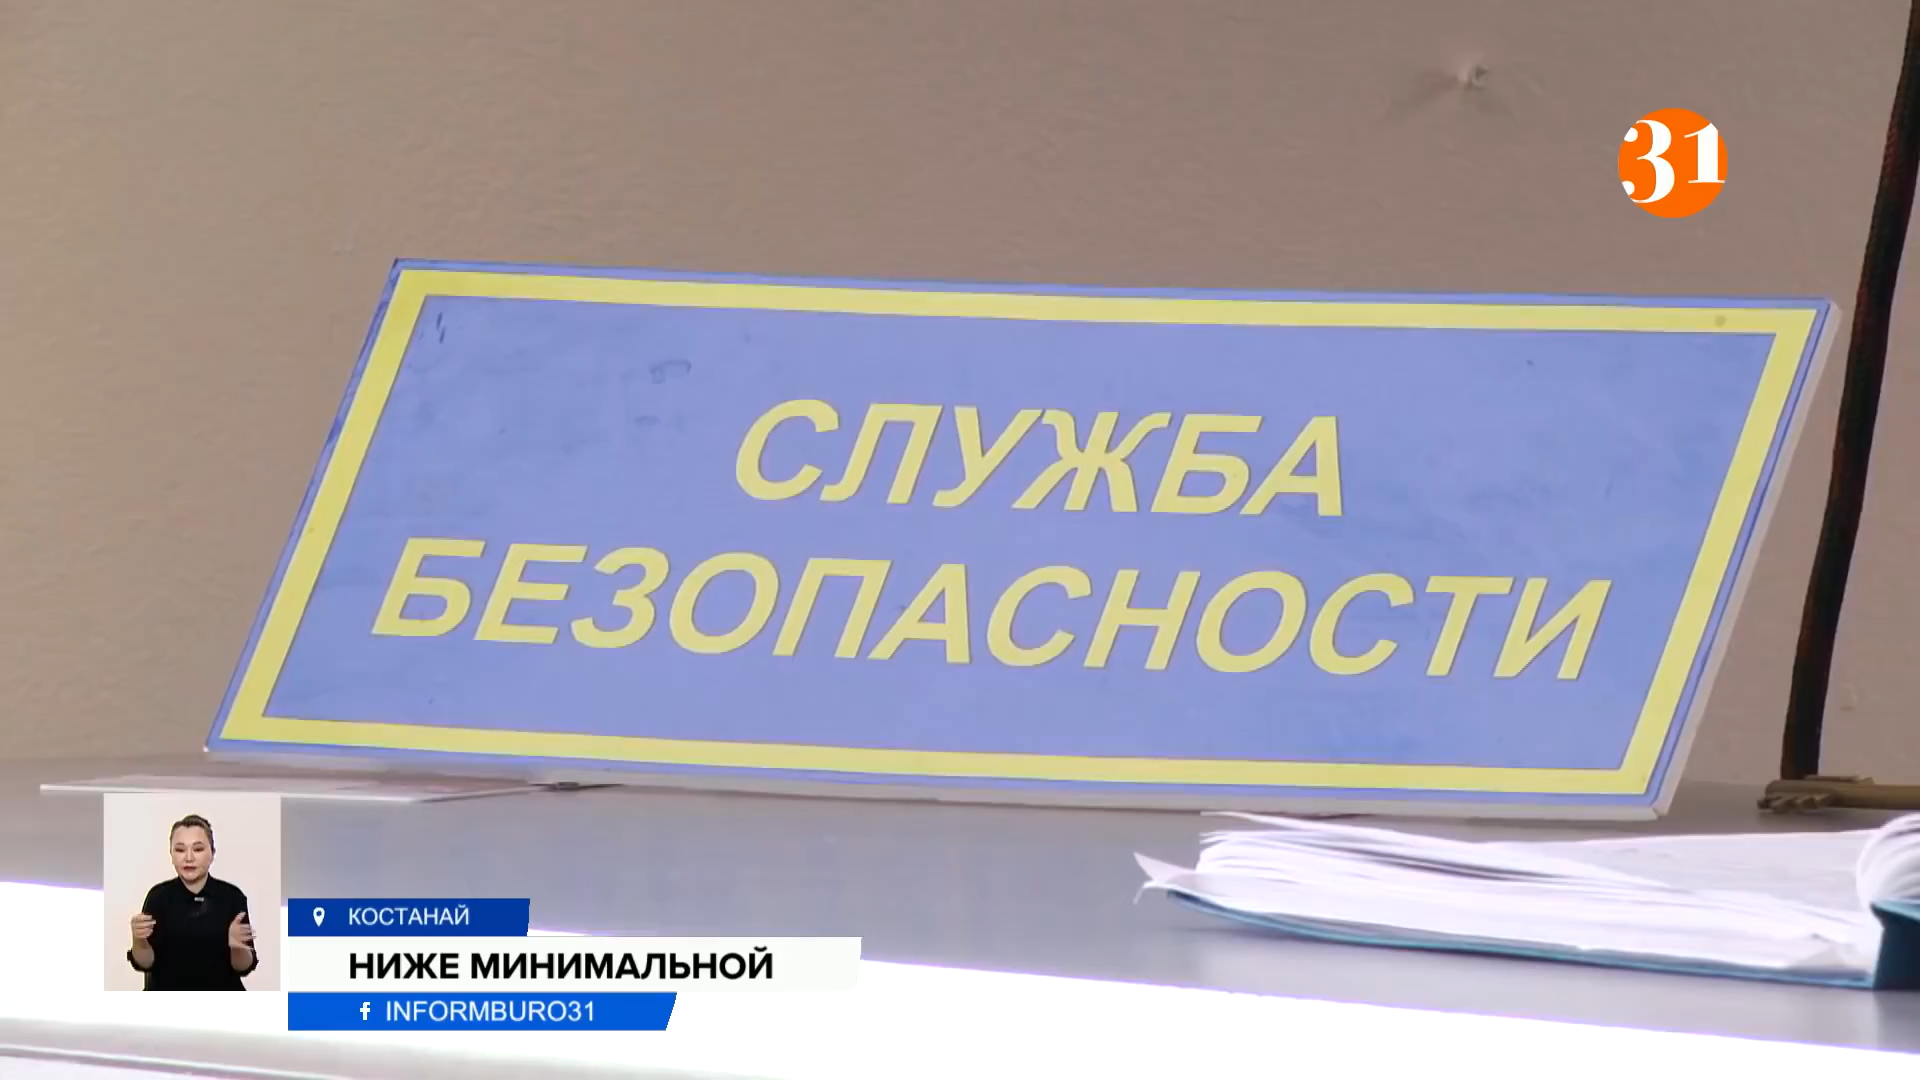 31
СЛУЖБА
БЕЗОПАСНОСТИ
КОСТАНАЙ
НИЖЕ МИНИМАЛЬНОЙ
INFORMBURO31